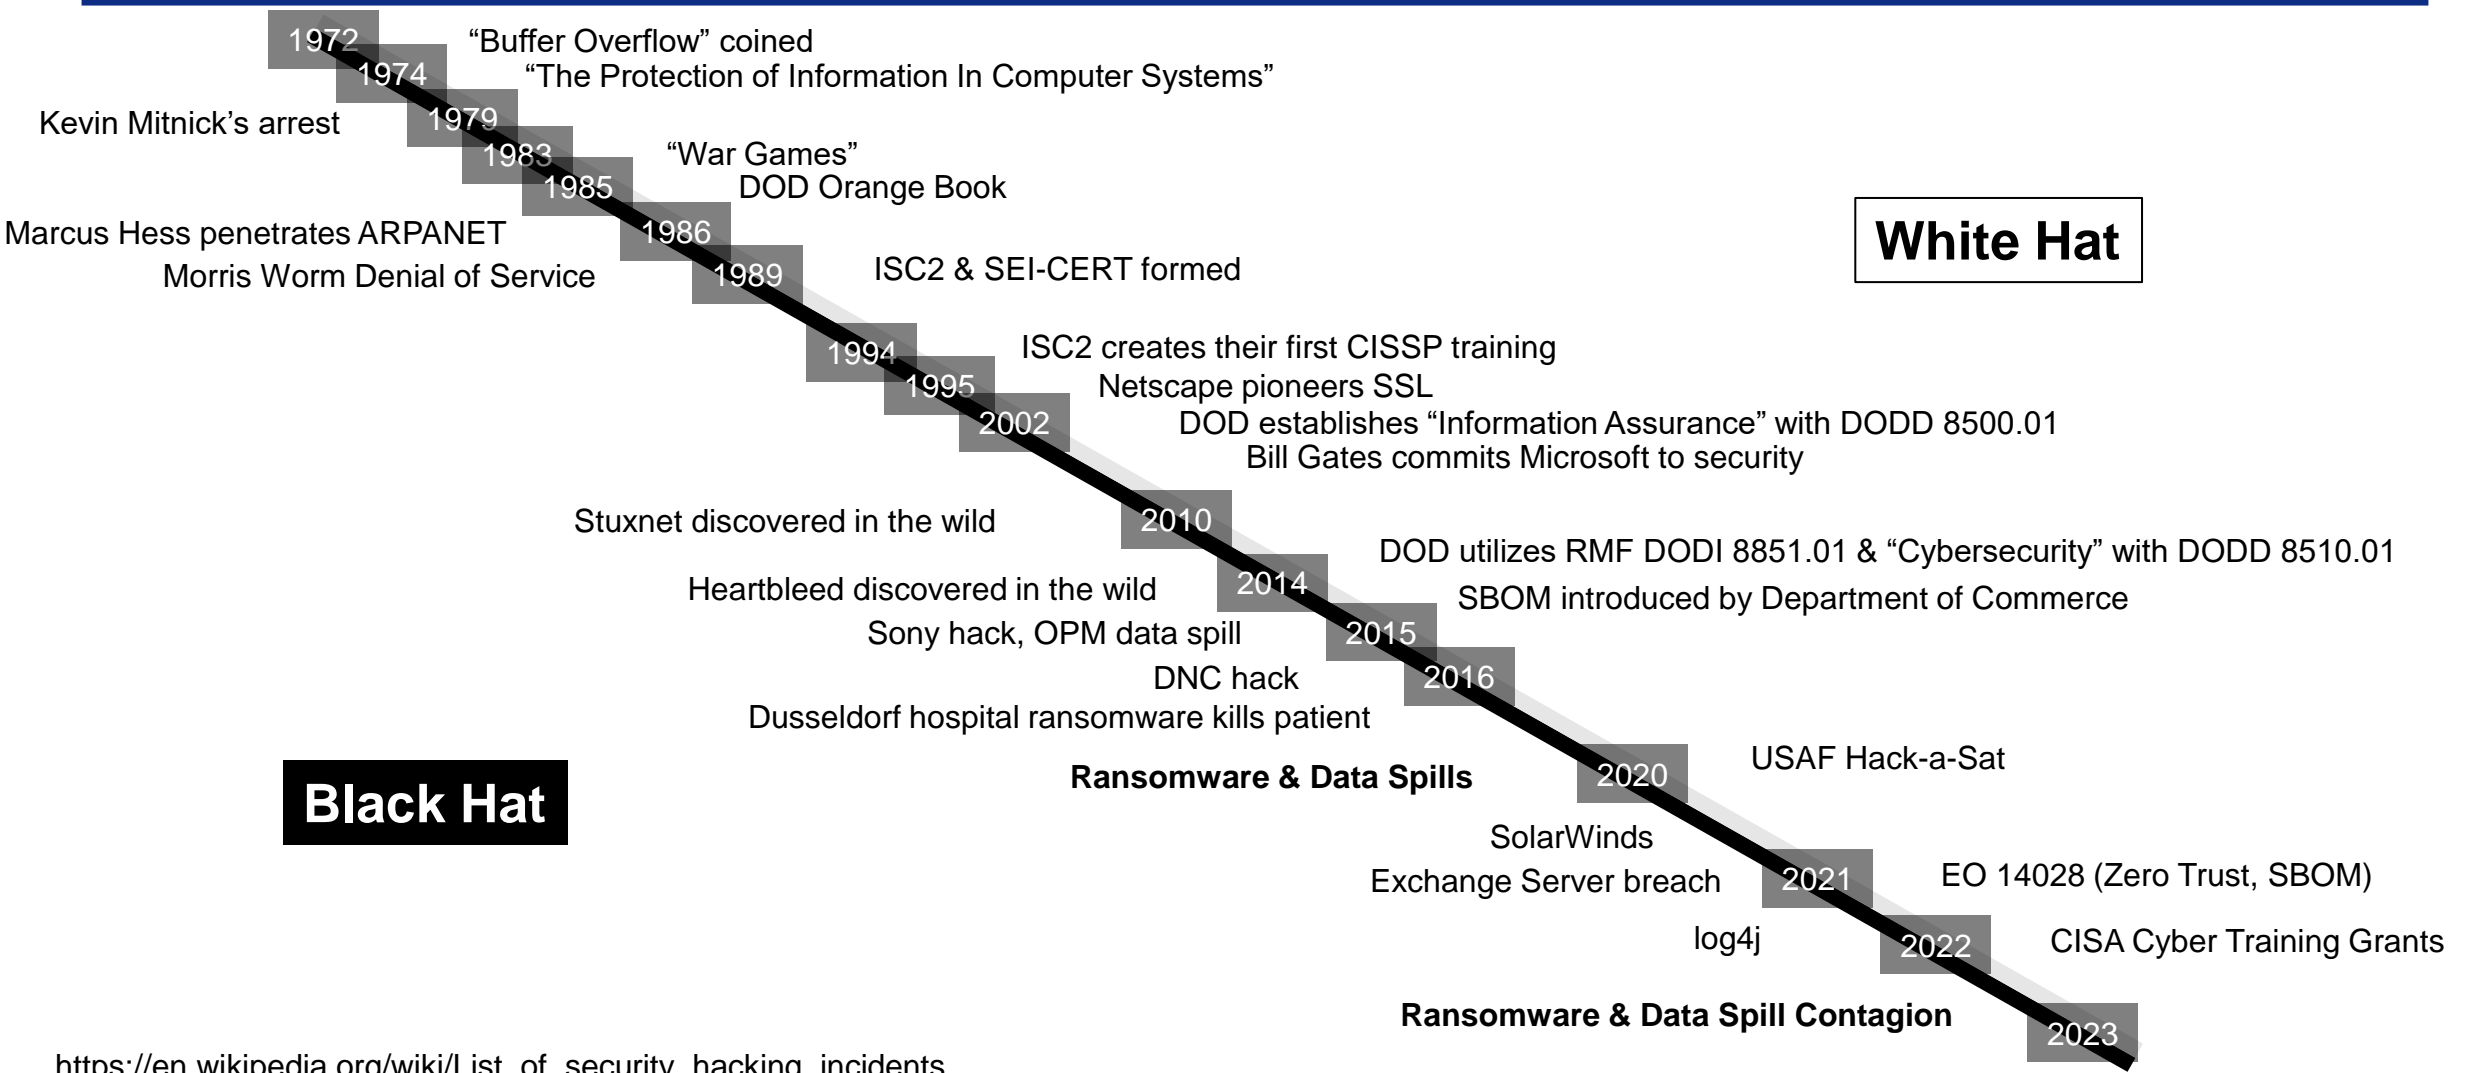 1972
“Buffer Overflow” coined
1974
“The Protection of Information In Computer Systems”
Kevin Mitnick’s arrest
1979
1983
“War Games”
1985
DOD Orange Book
Marcus Hess penetrates ARPANET
1986
Morris Worm Denial of Service
1989
ISC2 & SEI-CERT formed
White Hat
1994
ISC2 creates their first CISSP training
1995
Netscape pioneers SSL
2002
DOD establishes “Information Assurance” with DODD 8500.01
Bill Gates commits Microsoft to security
Stuxnet discovered in the wild
2010
DOD utilizes RMF DODI 8851.01 & “Cybersecurity” with DODD 8510.01
Heartbleed discovered in the wild
2014
SBOM introduced by Department of Commerce
Sony hack, OPM data spill
2015
DNC hack
2016
Dusseldorf hospital ransomware kills patient
Ransomware & Data Spills
2020
USAF Hack-a-Sat
Black Hat
SolarWinds
Exchange Server breach
2021
EO 14028 (Zero Trust, SBOM)
log4j
2022
CISA Cyber Training Grants
Ransomware & Data Spill Contagion
2023
https://en.wikipedia.org/wiki/List_of_security_hacking_incidents